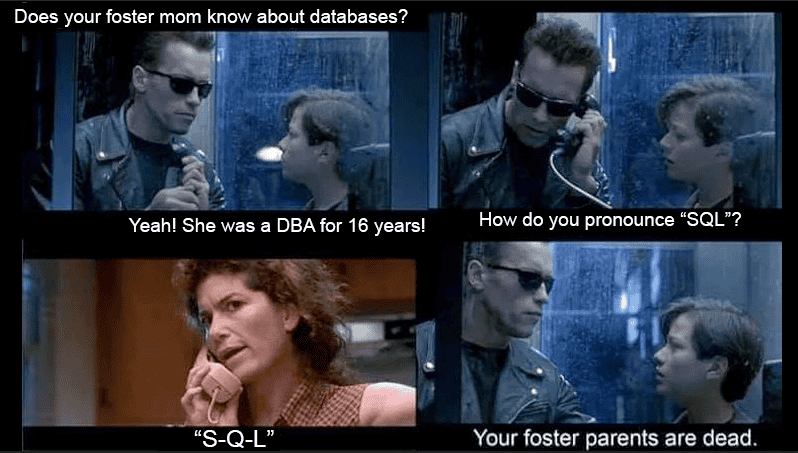 Does your foster mom know about databases?
Yeah! She was a DBA for 16 years!
How do you pronounce “SQL”?
“S-Q-L”
Your foster parents are dead.